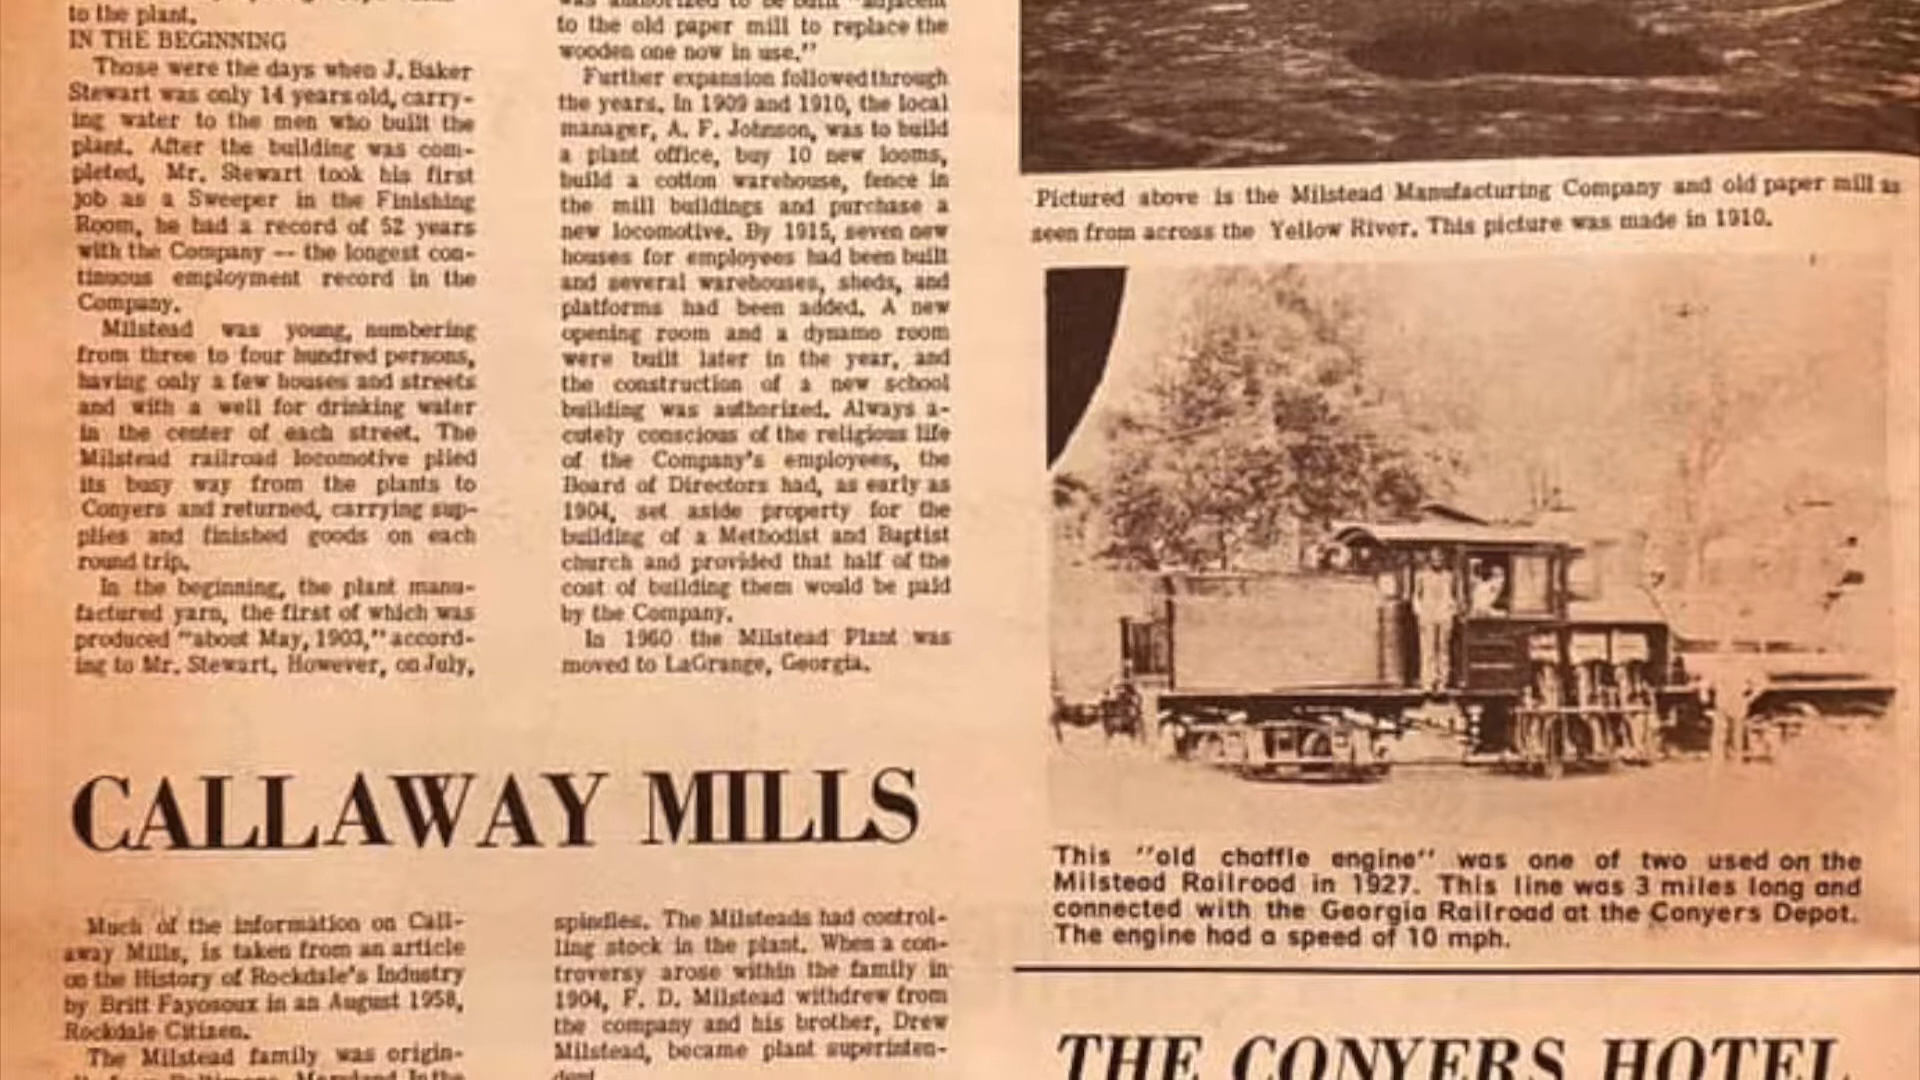 to the plant.
IN THE BEGINNING
Those were the days when J. Baker
Stewart was only 14 years old, carry-
ing water to the men who built the
plant. After the building was com-
pleted, Mr. Stewart took his first
job as a Sweeper in the Finishing
Room, he had a record of 52 years
with the Company -- the longest con-
tinuous employment record in the
Company.
Milstead was young, numbering
from three to four hundred persons,
having only a few houses and streets
and with a well for drinking water
in the center of each street. The
Milstead railroad locomotive plied
its busy way from the plants to
Conyers and returned, carrying sup-
plies and finished goods on each
round trip.
In the beginning, the plant manu-
factured yarn, the first of which was
produced "about May, 1903," accord-
ing to Mr. Stewart. However, on July,
was authorized to be built "adjacent
to the old paper mill to replace the
wooden one now in use."
Further expansion followed through
the years. In 1909 and 1910, the local
manager, A. F. Johnson, was to build
a plant office, buy 10 new looms,
build a cotton warehouse, fence in
the mill buildings and purchase a
new locomotive. By 1915, seven new
houses for employees had been built
and several warehouses, sheds, and
platforms had been added. A new
opening room and a dynamo room
were built later in the year, and
the construction of a new school
building was authorized. Always a-
cutely conscious of the religious life
of the Company's employees, the
Board of Directors had, as early as
1904, set aside property for the
building of a Methodist and Baptist
church and provided that half of the
cost of building them would be paid
by the Company.
In 1960 the Milstead Plant was
moved to LaGrange, Georgia.
Pictured above is the Milstead Manufacturing Company and old paper mill as
seen from across the Yellow River. This picture was made in 1910.
This "old chaffle engine" was one of two used on the
Milstead Railroad in 1927. This line was 3 miles long and
connected with the Georgia Railroad at the Conyers Depot.
The engine had a speed of 10 mph.
CALLAWAY MILLS
Much of the information on Call-
away Mills, is taken from an article
on the History of Rockdale's Industry
by Britt Fayosoux in an August 1958,
Rockdale Citizen.
The Milstead family was origin-
spindles. The Milsteads had control-
ling stock in the plant. When a con-
troversy arose within the family in
1904, F. D. Milstead withdrew from
the company and his brother, Drew
Milstead, became plant superinten-
dent
THE CONYERS HOTEL